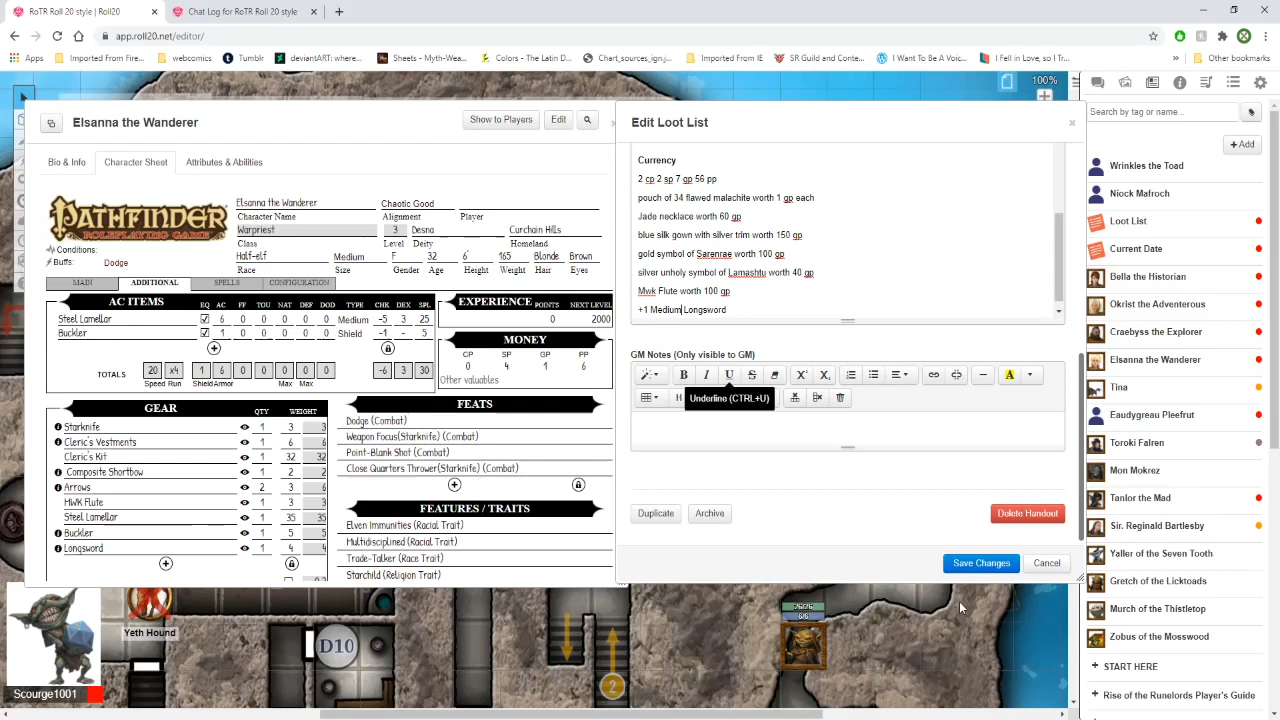 RoTR Roll 20 style | Roll20
Chat Log for RoTR Roll 20 style
app.roll20.net/editor/
Apps
Imported From Fire...
webcomics
Tumblr
deviantART: where...
Sheets - Myth-Wea...
Colors - The Latin D...
Chart_sources_ign.j...
Imported From IE
SR Guild and Conte...
I Want To Be A Voic...
I Fell in Love, so I Tr...
Other bookmarks
100%
Elsanna the Wanderer
Show to Players
Edit
Bio & Info
Character Sheet
Attributes & Abilities
PATHFINDER
ROLEPLAYING GAME
Conditions:
Buffs: Dodge
Elsanna the Wanderer Chaotic Good
Character Name Alignment Player
Warpriest 3 Desna Curchain Hills
Class Level Deity Homeland
Half-elf Medium F 32 6' 165 Blonde Brown
Race Size Gender Age Height Weight Hair Eyes
MAIN ADDITIONAL SPELLS CONFIGURATION
AC ITEMS EQ AC FF TOU NAT DEF DOD TYPE CHK DEX SPL
Steel Lamellar 6 0 0 0 0 0 Medium -5 3 25
Buckler 1 0 0 0 0 0 Shield -1 - 5
TOTALS 20 x4 1 6 0 0 0 0 0 -6 3 30
Speed Run Shield Armor Max Max
EXPERIENCE POINTS NEXT LEVEL
0 2000
MONEY
CP SP GP PP
0 4 6
Other valuables
GEAR QTY WEIGHT
Starknife 1 3 3
Cleric's Vestments 1 6 6
Cleric's Kit 1 32 32
Composite Shortbow 1 2 2
Arrows 2 3 6
MWK Flute 1 3 3
Steel Lamellar 1 35 35
Buckler 1 5 5
Longsword 1 4 4
FEATS
Dodge (Combat)
Weapon Focus(Starknife) (Combat)
Point-Blank Shot (Combat)
Close Quarters Thrower(Starknife) (Combat)
FEATURES / TRAITS
Elven Immunities (Racial Trait)
Multidisciplined (Racial Trait)
Trade-Talker (Race Trait)
Starchild (Religion Trait)
Edit Loot List
Currency
2 cp 2 sp 7 gp 56 pp
pouch of 34 flawed malachite worth 1 gp each
Jade necklace worth 60 gp
blue silk gown with silver trim worth 150 gp
gold symbol of Sarenrae worth 100 gp
silver unholy symbol of Lamashtu worth 40 gp
Mwk Flute worth 100 gp
+1 Medium Longsword
GM Notes (Only visible to GM)
B I U S X² X₂ A
H
Underline (CTRL+U)
Duplicate
Archive
Delete Handout
Save Changes
Cancel
Search by tag or name...
+ Add
Wrinkles the Toad
Niock Mafroch
Loot List
Current Date
Bella the Historian
Okrist the Adventurer
Craebyss the Explorer
Elsanna the Wanderer
Tina
Eaudygreau Pleefrut
Toroki Falren
Mon Mokrez
Tanlor the Mad
Sir. Reginald Bartlesby
Yaller of the Seven Tooth
Gretch of the Licktoads
Murch of the Thistletop
Zobus of the Mosswood
START HERE
Rise of the Runelords Player's Guide
Yeth Hound
D10
26/26
6/6
2
Scourge1001